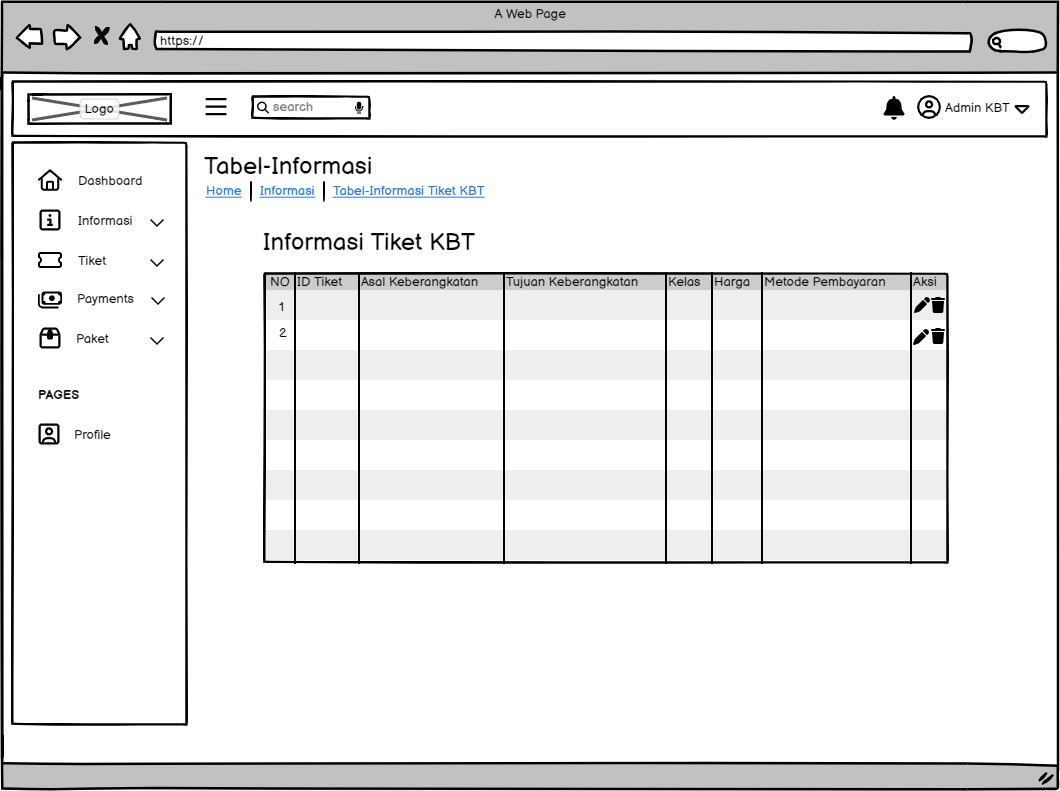 A Web Page
https://
Logo
search
Admin KBT
Dashboard
Informasi
Tiket
Payments
Paket
PAGES
Profile
Tabel-Informasi
Home Informasi Tabel-Informasi Tiket KBT
Informasi Tiket KBT
NO ID Tiket Asal Keberangkatan Tujuan Keberangkatan Kelas Harga Metode Pembayaran Aksi
1
2